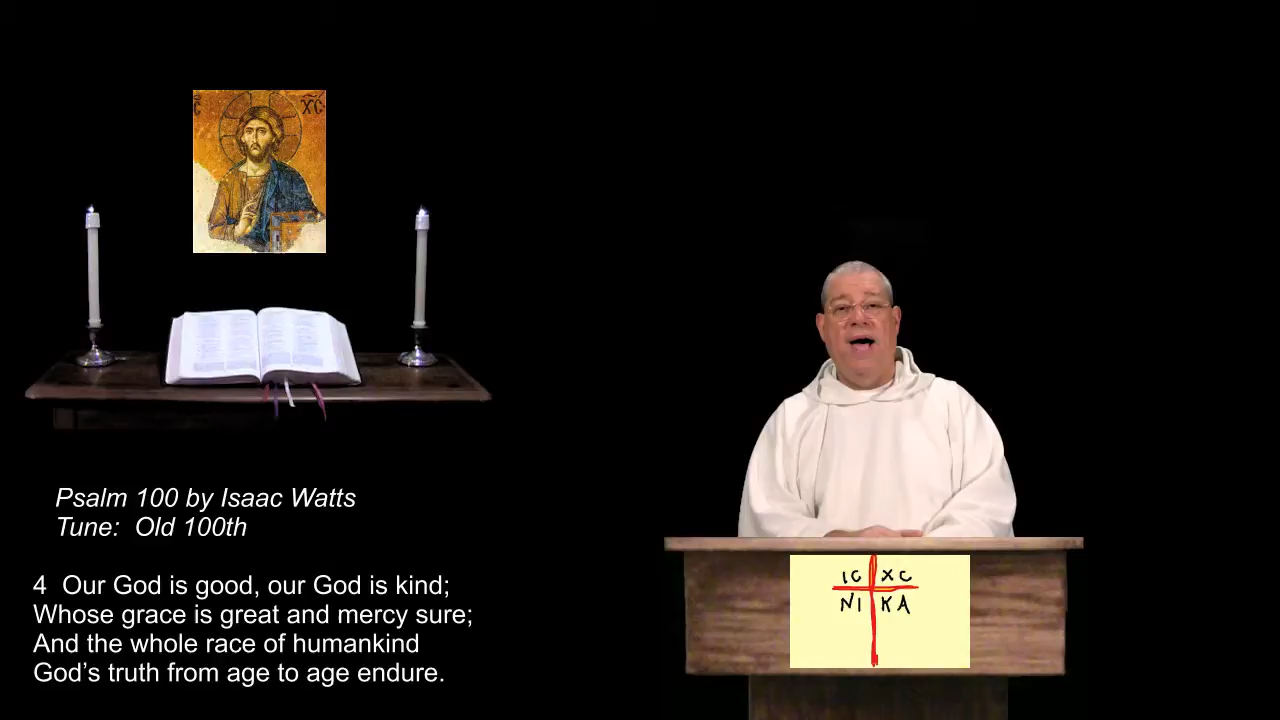 C XC
Psalm 100 by Isaac Watts
Tune: Old 100th
4 Our God is good, our God is kind;
Whose grace is great and mercy sure;
And the whole race of humankind
God's truth from age to age endure.
IC XC
NI KA